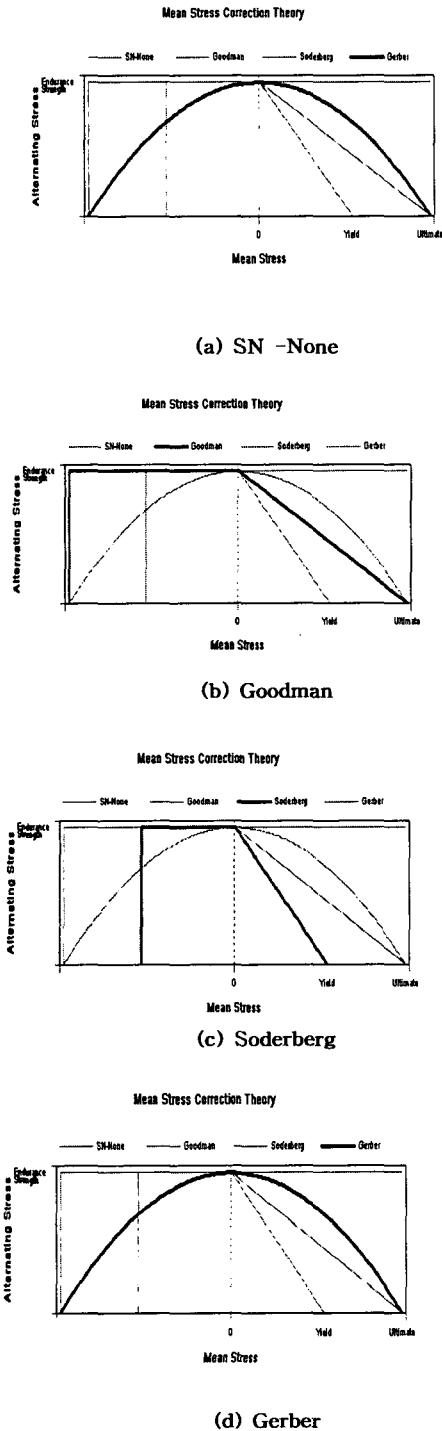 Mean Stress Correction Theory
SN-None Goodman Soderberg Gerber
Endurance
Strength
Alternating Stress
0 Yield Ultimate
Mean Stress
(a) SN -None
Mean Stress Correction Theory
SN-None Goodman Soderberg Gerber
Endurance
Strength
Alternating Stress
0 Yield Ultimate
Mean Stress
(b) Goodman
Mean Stress Correction Theory
SN-None Goodman Soderberg Gerber
Endurance
Strength
Alternating Stress
0 Yield Ultimate
Mean Stress
(c) Soderberg
Mean Stress Correction Theory
SN-None Goodman Soderberg Gerber
Endurance
Strength
Alternating Stress
0 Yield Ultimate
Mean Stress
(d) Gerber